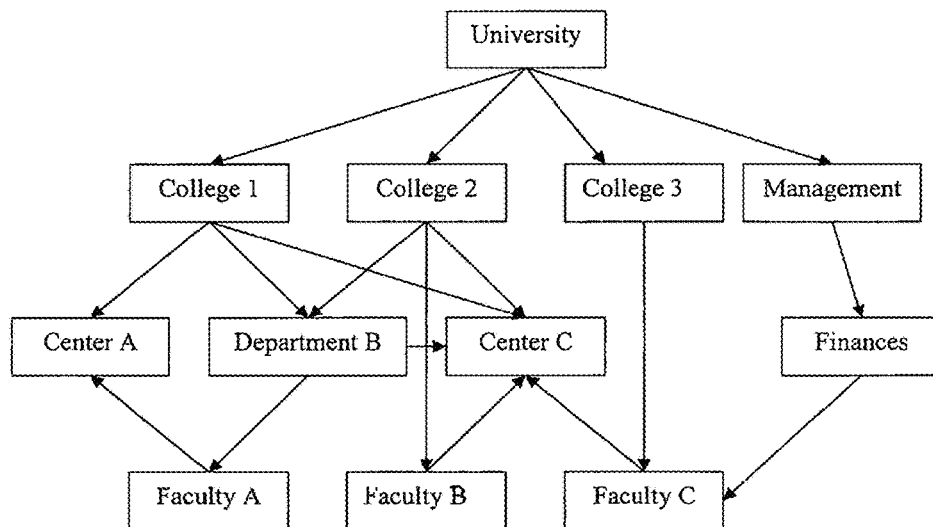 University
College 1
College 2
College 3
Management
Center A
Department B
Center C
Finances
Faculty A
Faculty B
Faculty C